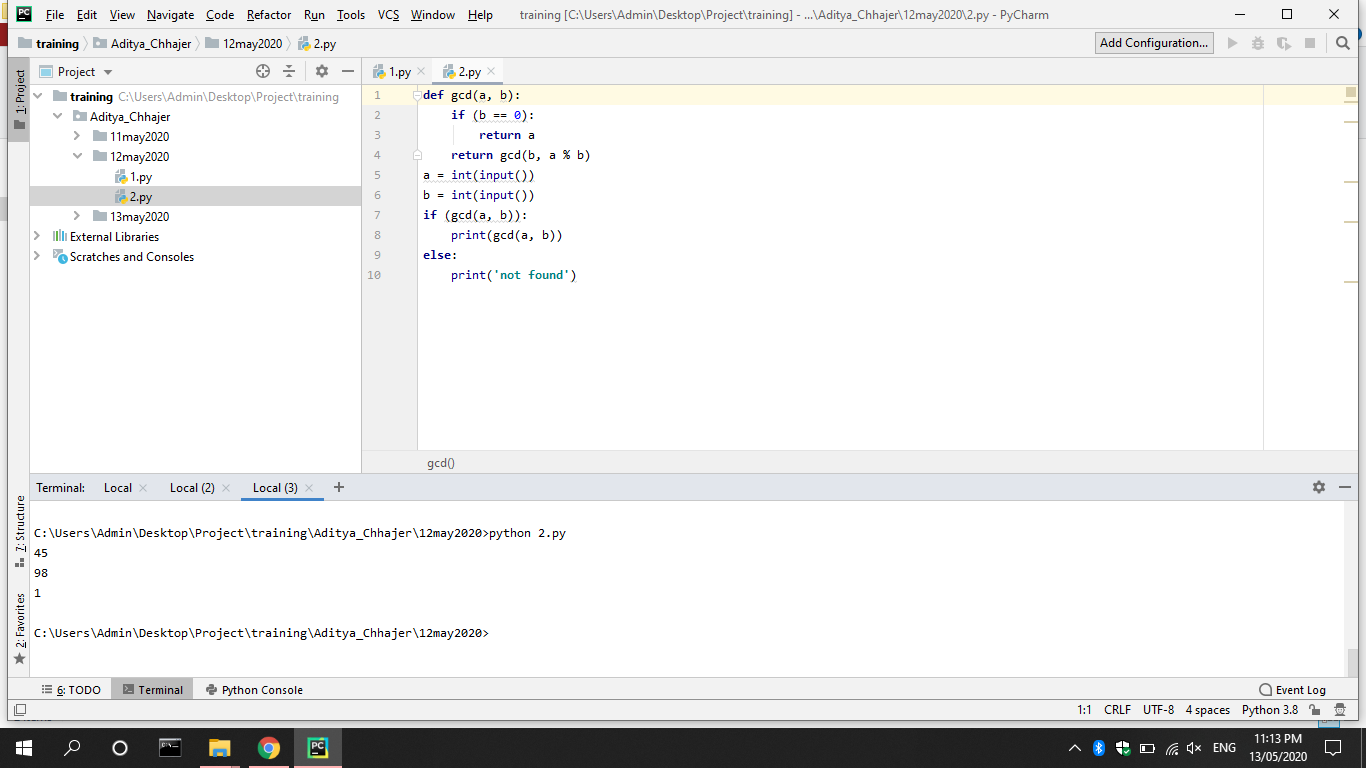 File Edit View Navigate Code Refactor Run Tools VCS Window Help training [C:\Users\Admin\Desktop\Project\training] - ...\Aditya_Chhajer\12may2020\2.py - PyCharm
training Aditya_Chhajer 12may2020 2.py Add Configuration...
1: Project
Project
training C:\Users\Admin\Desktop\Project\training
Aditya_Chhajer
11may2020
12may2020
1.py
2.py
13may2020
External Libraries
Scratches and Consoles
1.py 2.py
1 def gcd(a, b):
2 if (b == 0):
3 return a
4 return gcd(b, a % b)
5 a = int(input())
6 b = int(input())
7 if (gcd(a, b)):
8 print(gcd(a, b))
9 else:
10 print('not found')
gcd()
7: Structure
2: Favorites
Terminal: Local Local (2) Local (3)
C:\Users\Admin\Desktop\Project\training\Aditya_Chhajer\12may2020>python 2.py
45
98
1
C:\Users\Admin\Desktop\Project\training\Aditya_Chhajer\12may2020>
6: TODO Terminal Python Console Event Log
1:1 CRLF UTF-8 4 spaces Python 3.8
ENG 11:13 PM
13/05/2020